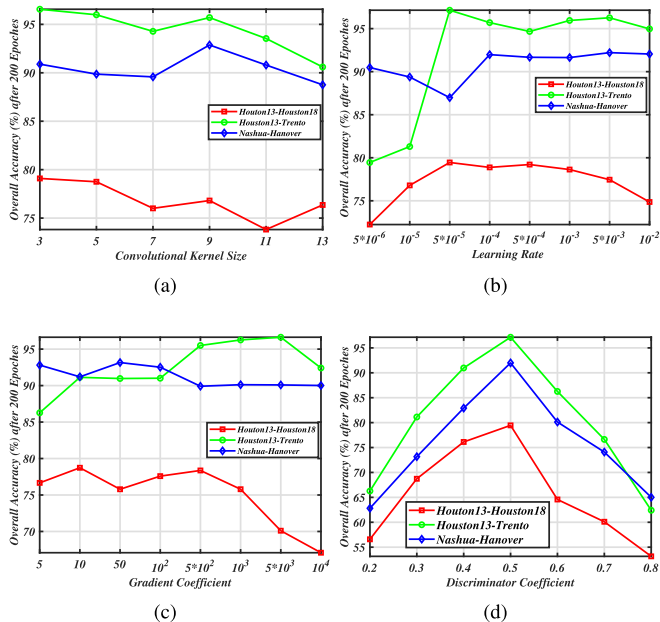 Overall Accuracy (%) after 200 Epoches
95
90
85
80
75
Houton13-Houston18
Houston13-Trento
Nashua-Hanover
3 5 7 9 11 13
Convolutional Kernel Size
(a)
Overall Accuracy (%) after 200 Epoches
95
90
85
80
75
Houton13-Houston18
Houston13-Trento
Nashua-Hanover
5*10^-6 10^-5 5*10^-5 10^-4 5*10^-4 10^-3 5*10^-3 10^-2
Learning Rate
(b)
Overall Accuracy (%) after 200 Epoches
95
90
85
80
75
70
Houton13-Houston18
Houston13-Trento
Nashua-Hanover
5 10 50 10^2 5*10^2 10^3 5*10^3 10^4
Gradient Coefficient
(c)
Overall Accuracy (%) after 200 Epoches
95
90
85
80
75
70
65
60
55
Houton13-Houston18
Houston13-Trento
Nashua-Hanover
0.2 0.3 0.4 0.5 0.6 0.7 0.8
Discriminator Coefficient
(d)